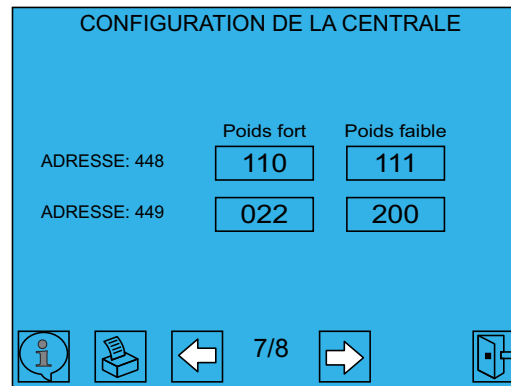 CONFIGURATION DE LA CENTRALE
Poids fort Poids faible
ADRESSE: 448 110 111
ADRESSE: 449 022 200
7/8